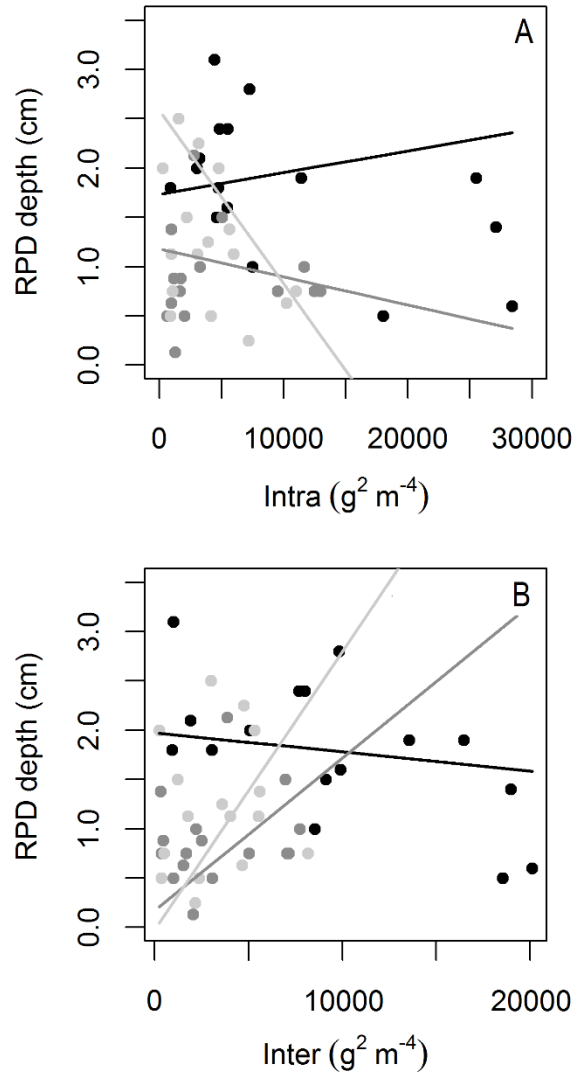 A
RPD depth (cm)
3.0
2.0
1.0
0.0
0 10000 20000 30000
Intra (g² m⁻⁴)
B
RPD depth (cm)
3.0
2.0
1.0
0.0
0 10000 20000
Inter (g² m⁻⁴)